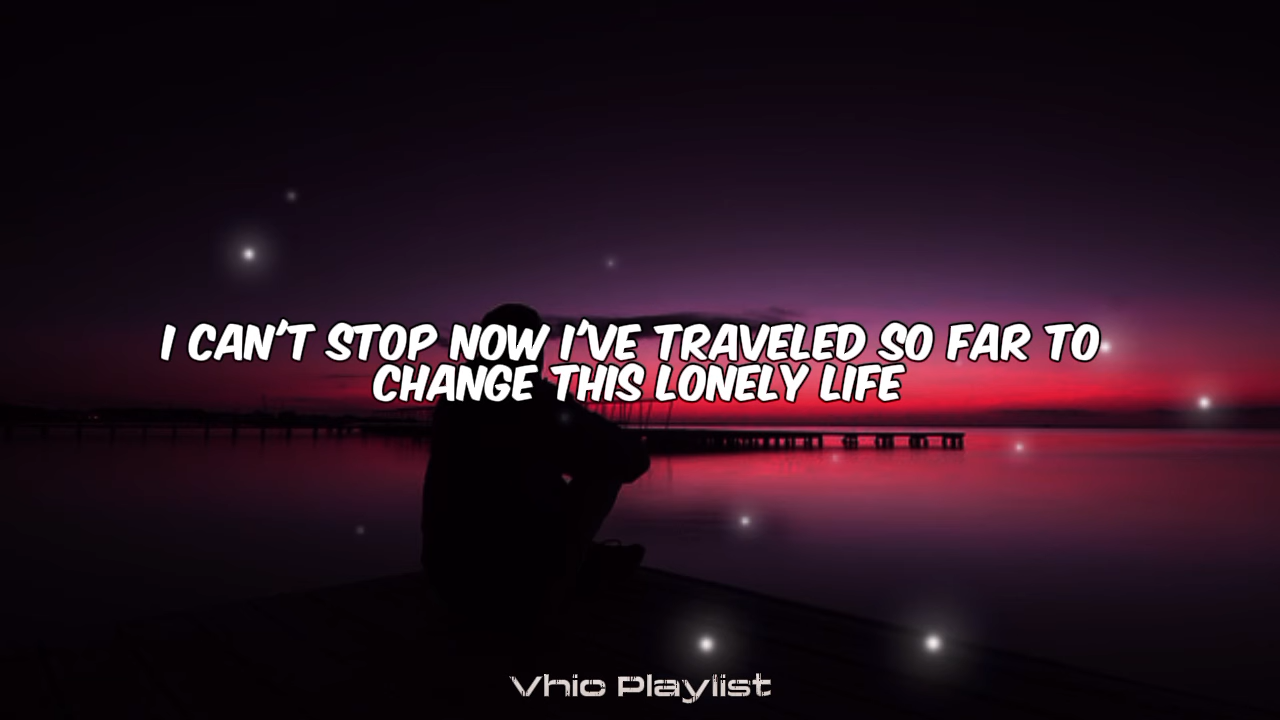 I CAN'T STOP NOW I'VE TRAVELED SO FAR TO
CHANGE THIS LONELY LIFE
Vhio Playlist